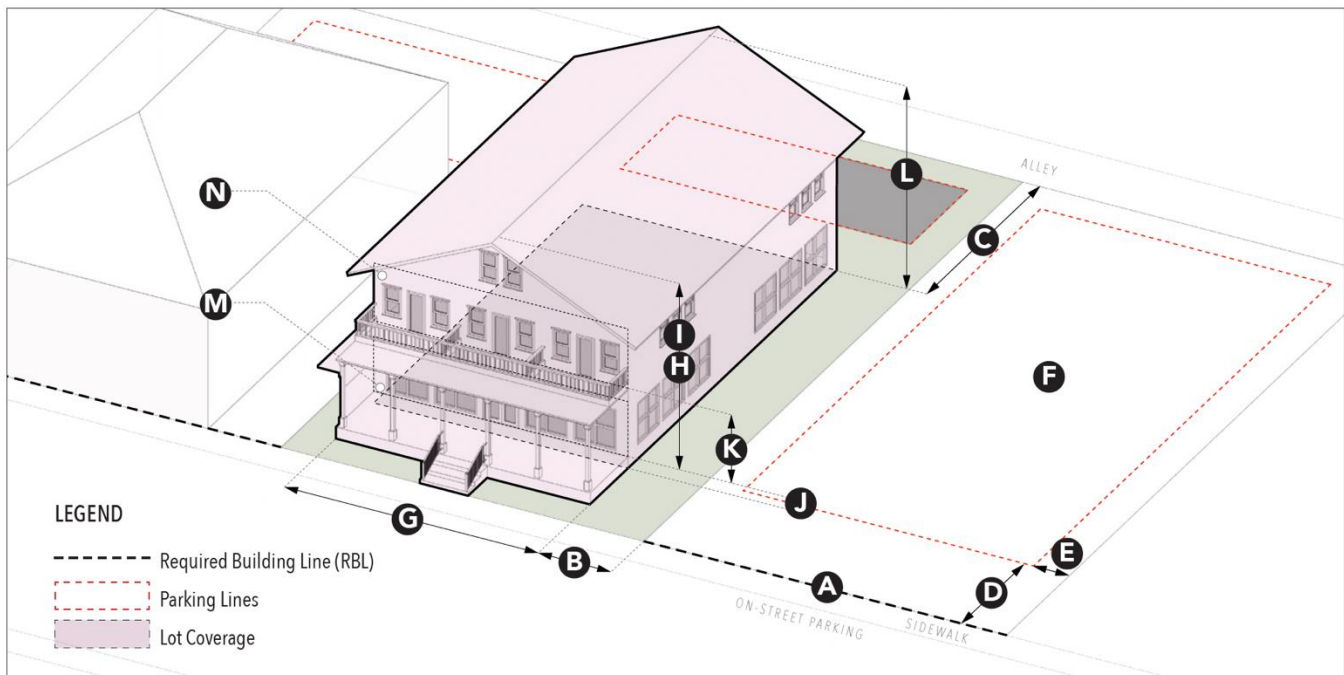 ALLEY
L
C
N
M
I
H
F
K
J
G
B
E
D
A
ON-STREET PARKING
SIDEWALK
LEGEND
Required Building Line (RBL)
Parking Lines
Lot Coverage